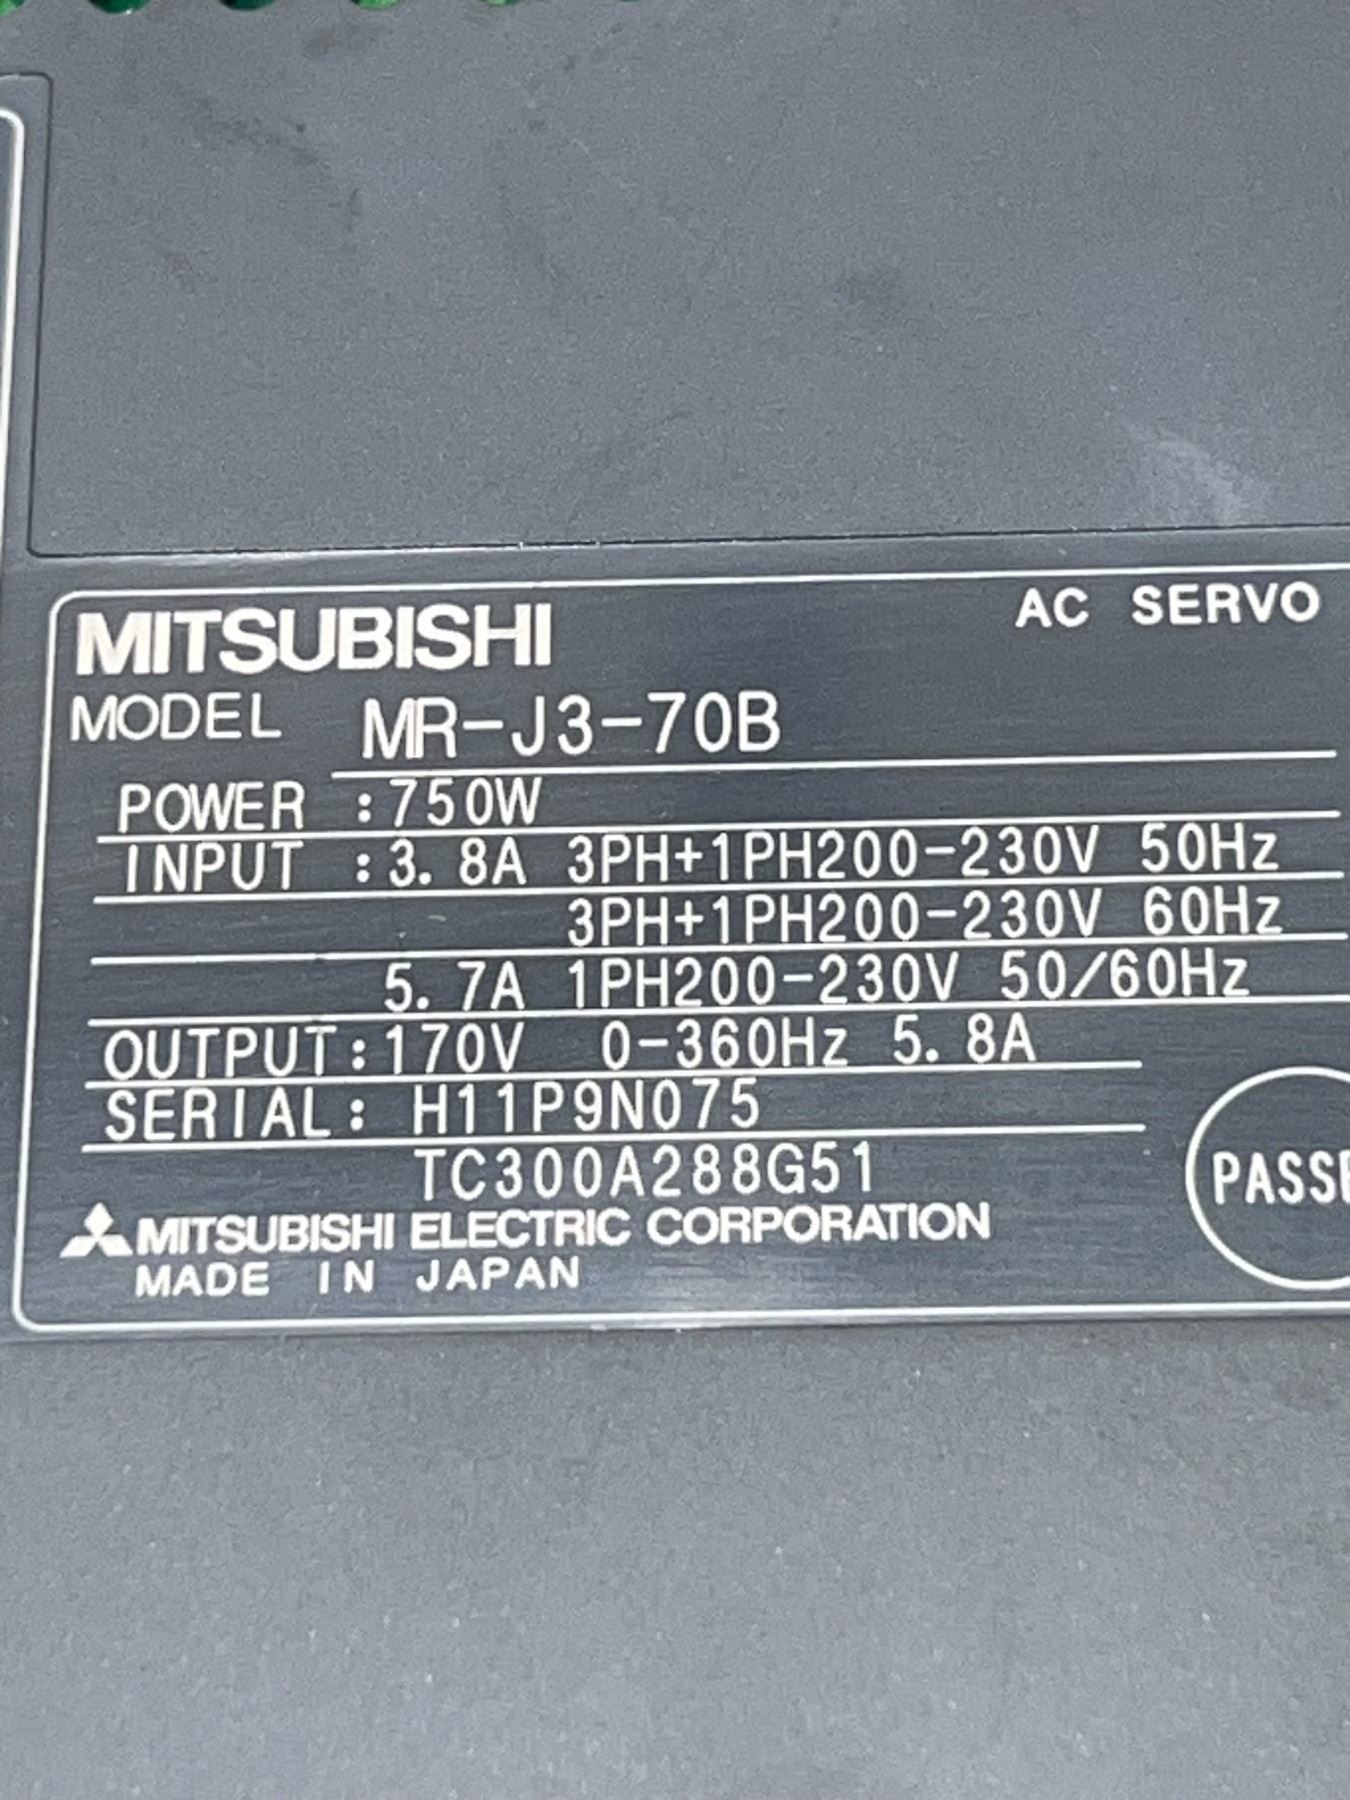 MITSUBISHI AC SERVO
MODEL MR-J3-70B
POWER :750W
INPUT :3.8A 3PH+1PH200-230V 50Hz
3PH+1PH200-230V 60Hz
5.7A 1PH200-230V 50/60Hz
OUTPUT:170V 0-360Hz 5.8A
SERIAL: H11P9N075
TC300A288G51
MITSUBISHI ELECTRIC CORPORATION
MADE IN JAPAN